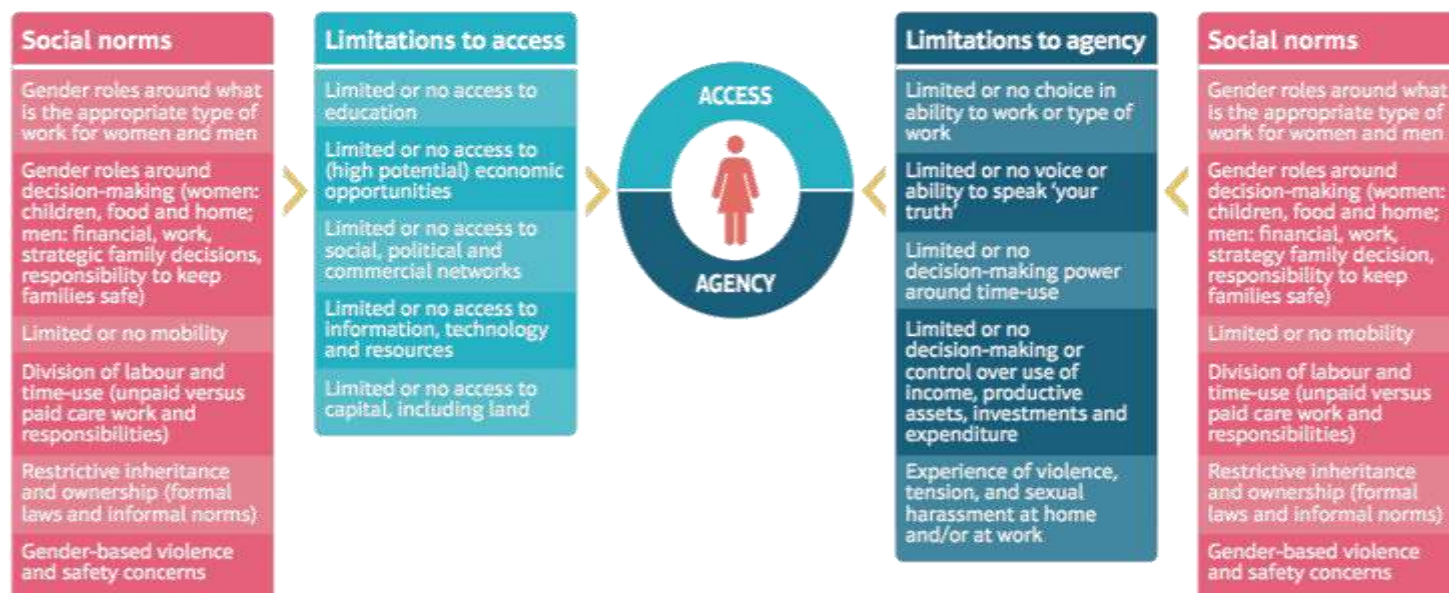 Social norms
Gender roles around what
is the appropriate type of
work for women and men
Gender roles around
decision-making (women:
children, food and home;
men: financial, work,
strategic family decisions,
responsibility to keep
families safe)
Limited or no mobility
Division of labour and
time-use (unpaid versus
paid care work and
responsibilities)
Restrictive inheritance
and ownership (formal
laws and informal norms)
Gender-based violence
and safety concerns
Limitations to access
Limited or no access to
education
Limited or no access to
(high potential) economic
opportunities
Limited or no access to
social, political and
commercial networks
Limited or no access to
information, technology
and resources
Limited or no access to
capital, including land
ACCESS
AGENCY
Limitations to agency
Limited or no choice in
ability to work or type of
work
Limited or no voice or
ability to speak ‘your
truth’
Limited or no
decision-making power
around time-use
Limited or no
decision-making or
control over use of
income, productive
assets, investments and
expenditure
Experience of violence,
tension, and sexual
harassment at home
and/or at work
Social norms
Gender roles around what
is the appropriate type of
work for women and men
Gender roles around
decision-making (women:
children, food and home;
men: financial, work,
strategy family decision,
responsibility to keep
families safe)
Limited or no mobility
Division of labour and
time-use (unpaid versus
paid care work and
responsibilities)
Restrictive inheritance
and ownership (formal
laws and informal norms)
Gender-based violence
and safety concerns